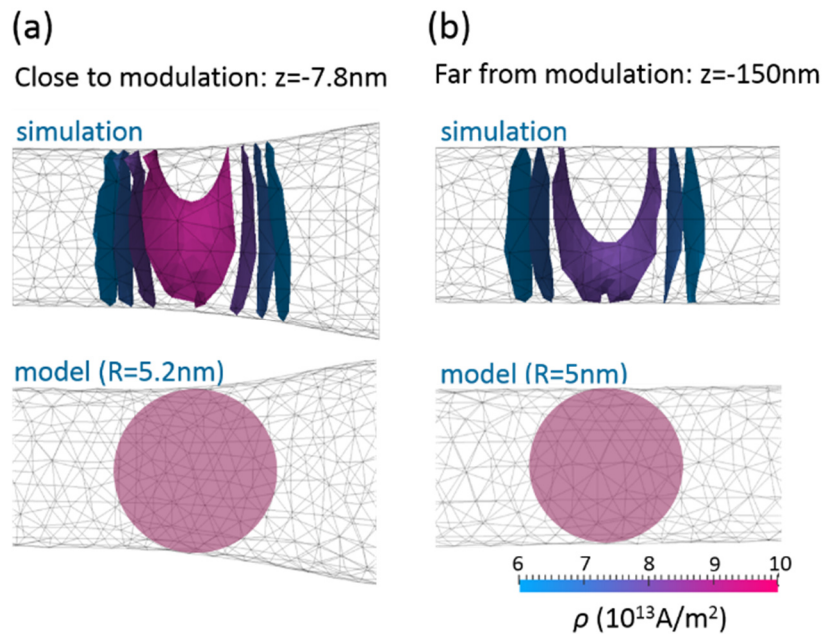 (a)
Close to modulation: z=-7.8nm
simulation
model (R=5.2nm)
(b)
Far from modulation: z=-150nm
simulation
model (R=5nm)
6 7 8 9 10
ρ (10¹³A/m²)